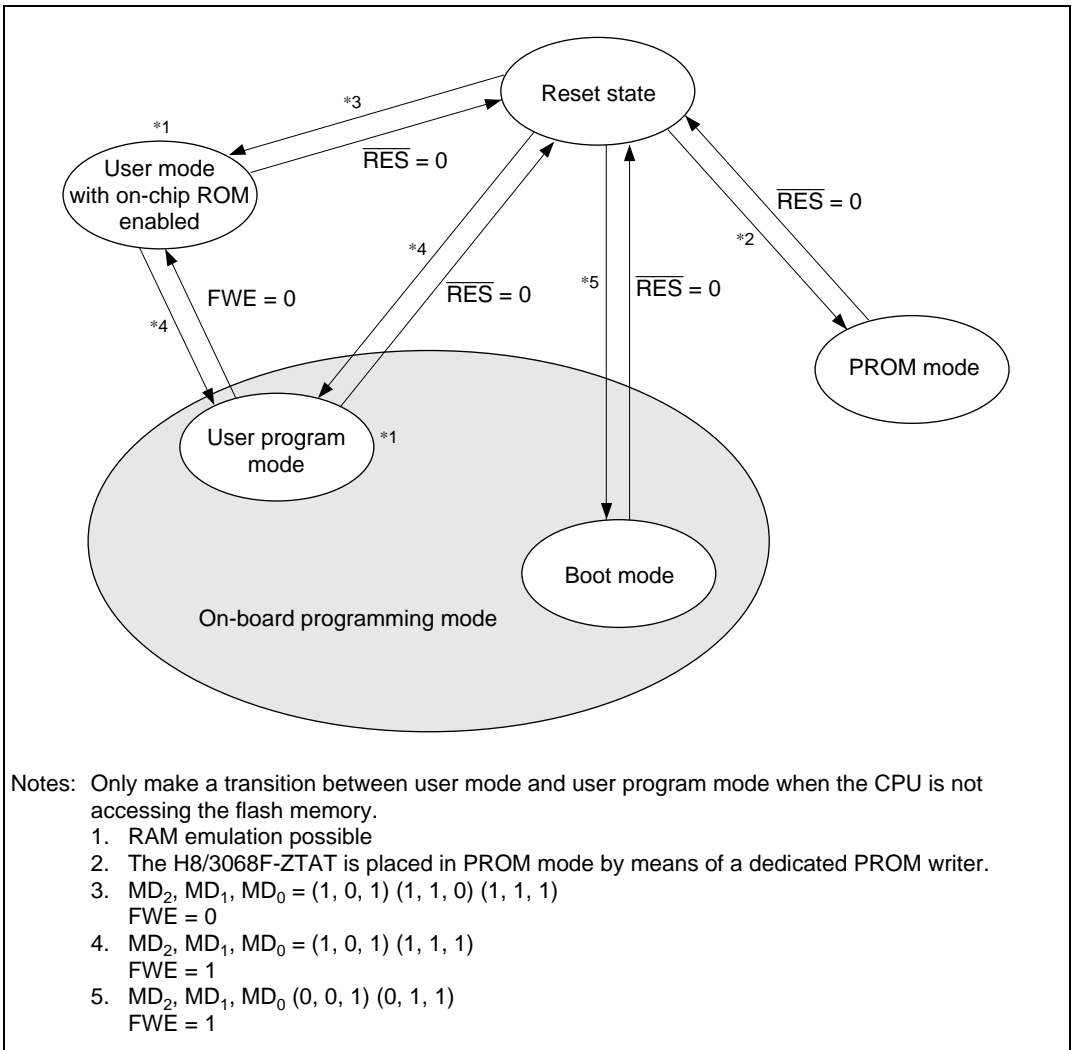 Reset state
*3
*1
RES = 0
User mode
with on-chip ROM
enabled
RES = 0
*4
*2
FWE = 0
RES = 0
*5
RES = 0
*4
PROM mode
User program
mode
*1
Boot mode
On-board programming mode
Notes: Only make a transition between user mode and user program mode when the CPU is not
accessing the flash memory.
1. RAM emulation possible
2. The H8/3068F-ZTAT is placed in PROM mode by means of a dedicated PROM writer.
3. MD2, MD1, MD0 = (1, 0, 1) (1, 1, 0) (1, 1, 1)
FWE = 0
4. MD2, MD1, MD0 = (1, 0, 1) (1, 1, 1)
FWE = 1
5. MD2, MD1, MD0 (0, 0, 1) (0, 1, 1)
FWE = 1